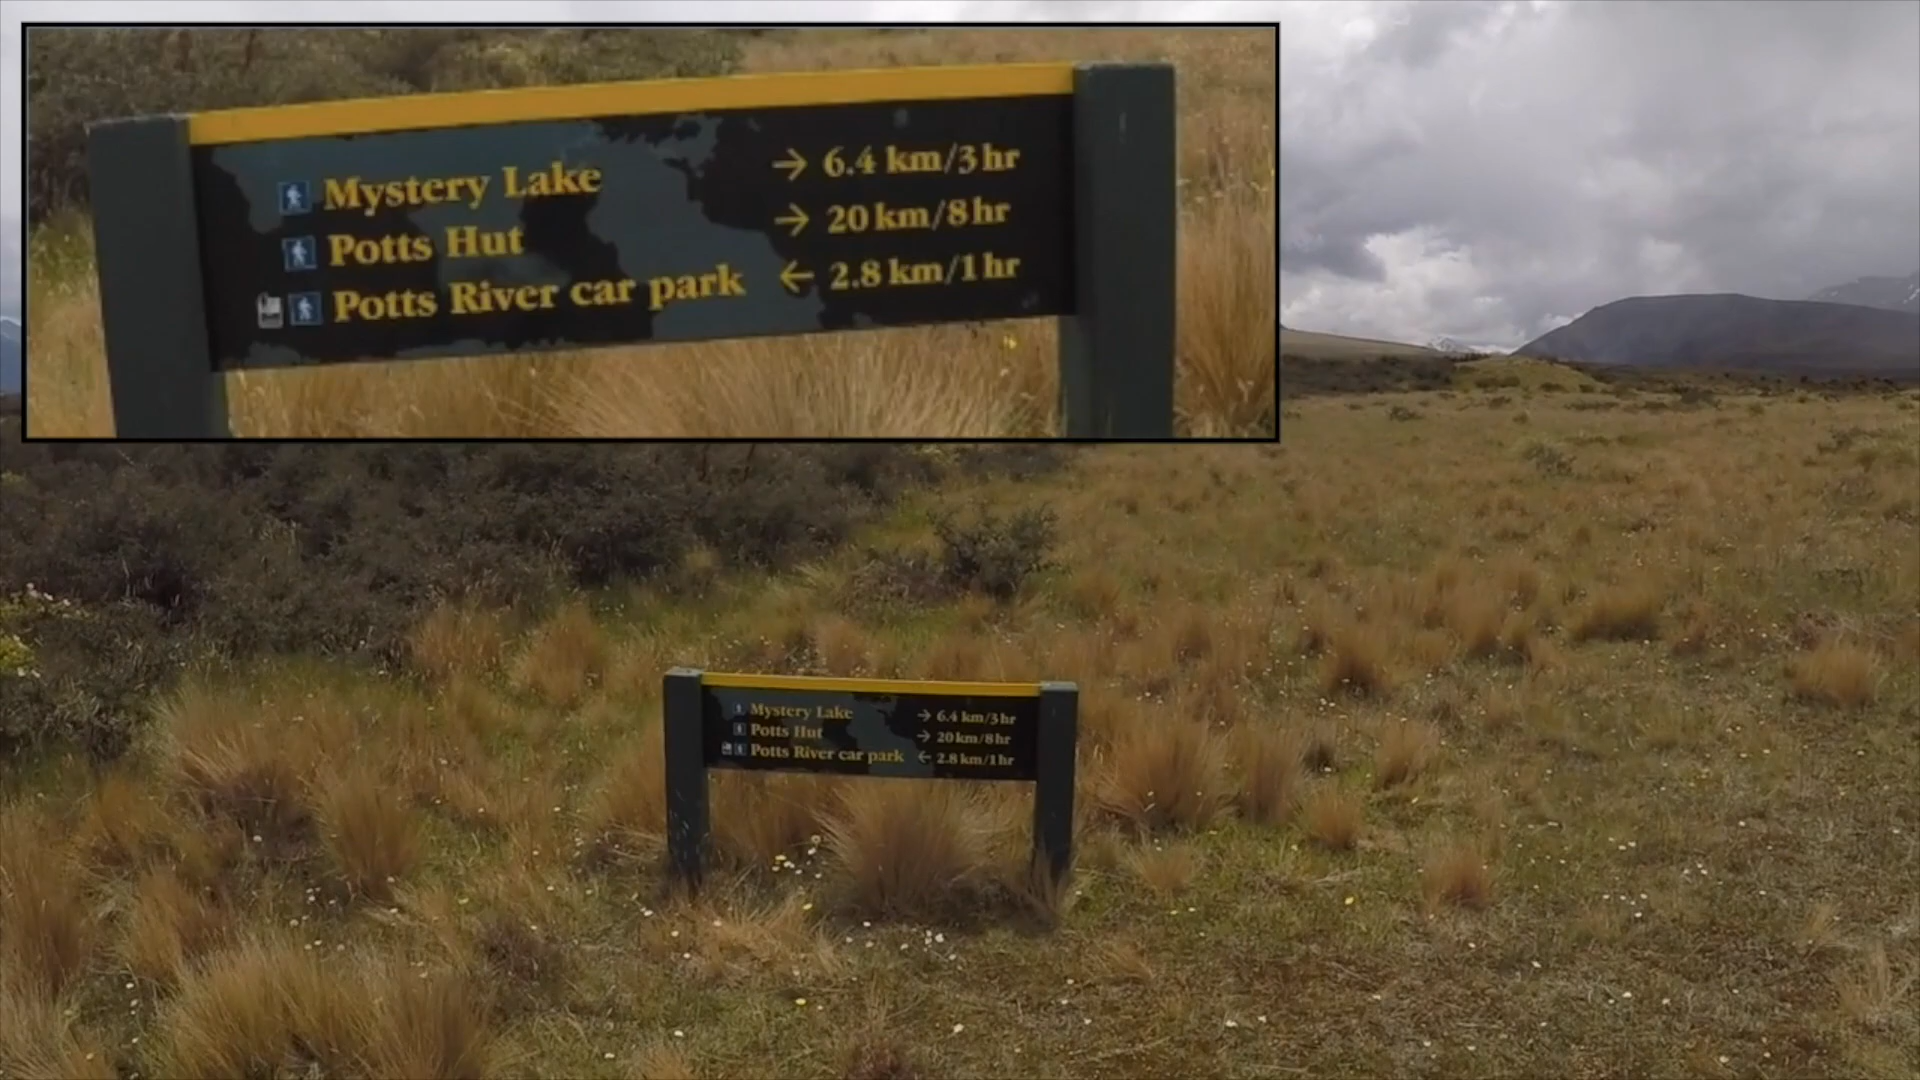 Mystery Lake → 6.4 km/3 hr
Potts Hut → 20 km/8 hr
Potts River car park ← 2.8 km/1 hr
Mystery Lake → 6.4 km/3 hr
Potts Hut → 20 km/8 hr
Potts River car park ← 2.8 km/1 hr